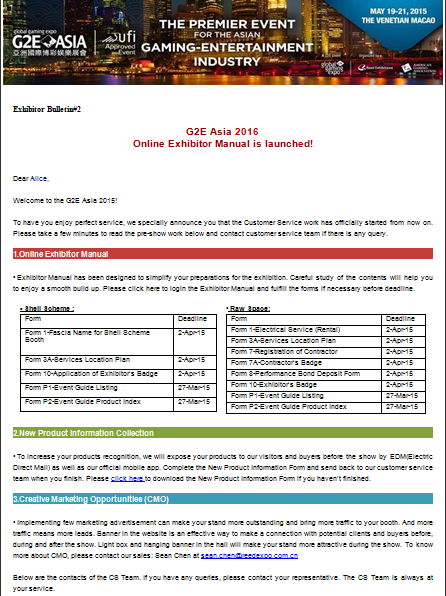 global gaming expo
G2E ASIA
亞洲國際博彩娛樂展會
ufi
Approved
Event
THE PREMIER EVENT
FOR THE ASIAN
GAMING-ENTERTAINMENT
INDUSTRY
MAY 19-21, 2015
THE VENETIAN MACAO
Reed Exhibitions
AMERICAN GAMING ASSOCIATION
Exhibitor Bulletin#2
G2E Asia 2016
Online Exhibitor Manual is launched!
Dear Alice,
Welcome to the G2E Asia 2015!
To have you enjoy perfect service, we specially announce you that the Customer Service work has officially started from now on.
Please take a few minutes to read the pre-show work below and contact customer service team if there is any query.
1.Online Exhibitor Manual
• Exhibitor Manual has been designed to simplify your preparations for the exhibition. Careful study of the contents will help you
to enjoy a smooth build up. Please click here to login the Exhibitor Manual and fulfill the forms if necessary before deadline.
• Shell Scheme :
Form Deadline
Form 1-Fascia Name for Shell Scheme Booth 2-Apr-15
Form 3A-Services Location Plan 2-Apr-15
Form 10-Application of Exhibitor's Badge 2-Apr-15
Form P1-Event Guide Listing 27-Mar-15
Form P2-Event Guide Product Index 27-Mar-15
• Raw Space:
Form Deadline
Form 1-Electrical Service (Rental) 2-Apr-15
Form 3A-Services Location Plan 2-Apr-15
Form 7-Registration of Contractor 2-Apr-15
Form 7A-Contractor's Badge 2-Apr-15
Form 8-Performance Bond Deposit Form 2-Apr-15
Form 10-Exhibitor's Badge 2-Apr-15
Form P1-Event Guide Listing 27-Mar-15
Form P2-Event Guide Product Index 27-Mar-15
2.New Product Information Collection
• To increase your products recognition, we will expose your products to our visitors and buyers before the show by EDM(Electric
Direct Mail) as well as our official mobile app. Complete the New Product Information Form and send back to our customer service
team when you finish. Please click here to download the New Product Information Form if you haven't finished.
3.Creative Marketing Opportunities (CMO)
• Implementing few marketing advertisement can make your stand more outstanding and bring more traffic to your booth. And more
traffic means more leads. Banner in the website is an effective way to make a connection with potential clients and buyers before,
during and after the show. Light box and hanging banner in the hall will make your stand more attractive during the show. To know
more about CMO, please contact our sales: Sean Chen at sean.chen@reedexpo.com.cn
Below are the contacts of the CS Team. If you have any queries, please contact your representative. The CS Team is always at
your service.